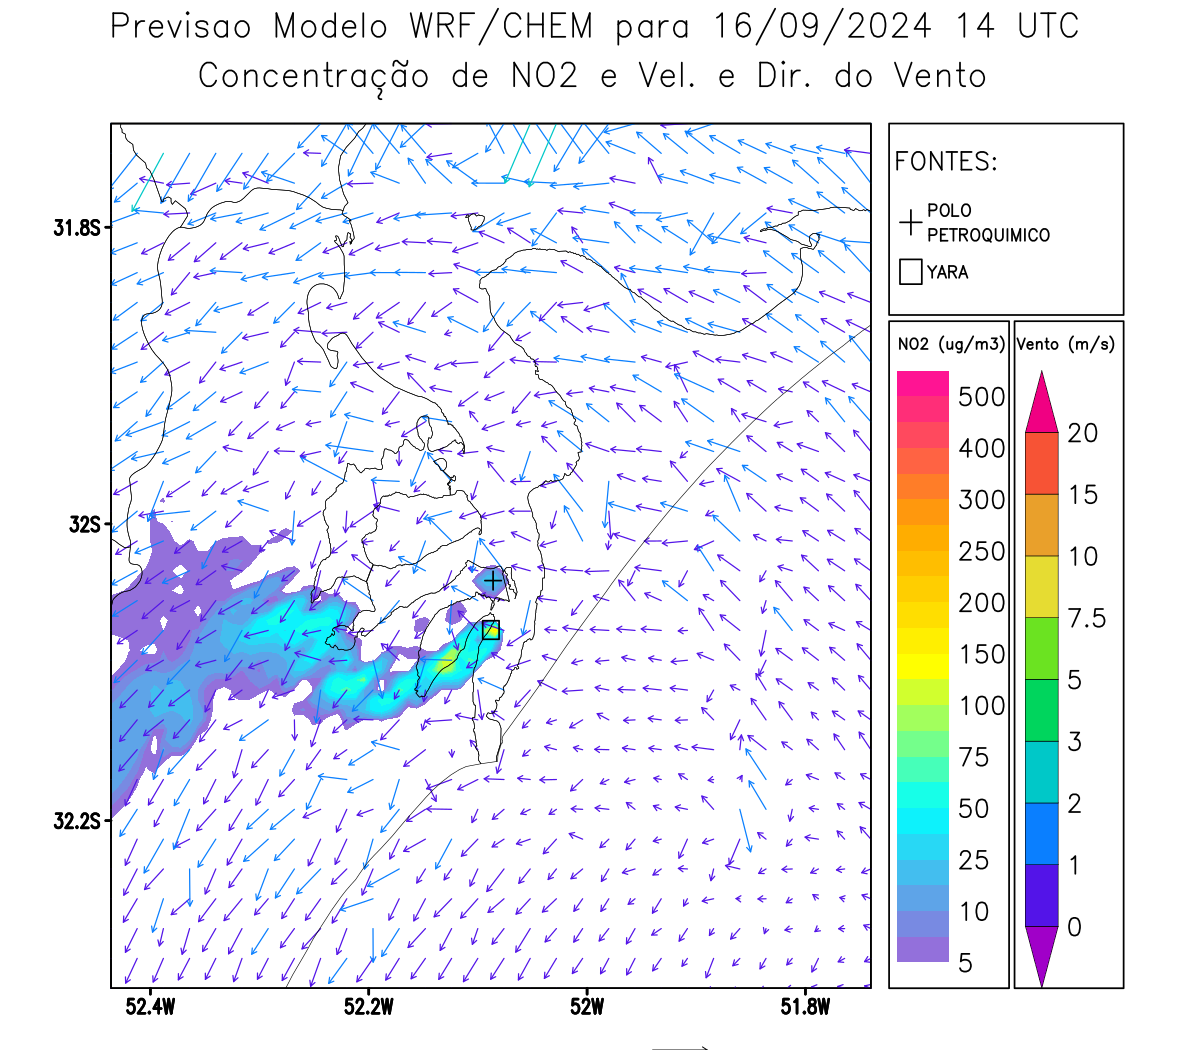 Previsao Modelo WRF/CHEM para 16/09/2024 14 UTC
Concentração de NO2 e Vel. e Dir. do Vento
FONTES:
POLO
PETROQUIMICO
YARA
NO2 (ug/m3)
500
400
300
250
200
150
100
75
50
25
10
5
Vento (m/s)
20
15
10
7.5
5
3
2
1
0
31.8S
32S
32.2S
52.4W
52.2W
52W
51.8W